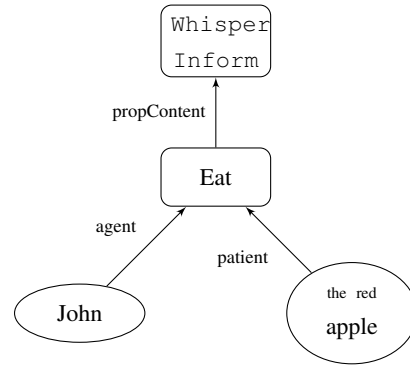 Whisper
Inform
propContent
Eat
agent
patient
John
the red
apple